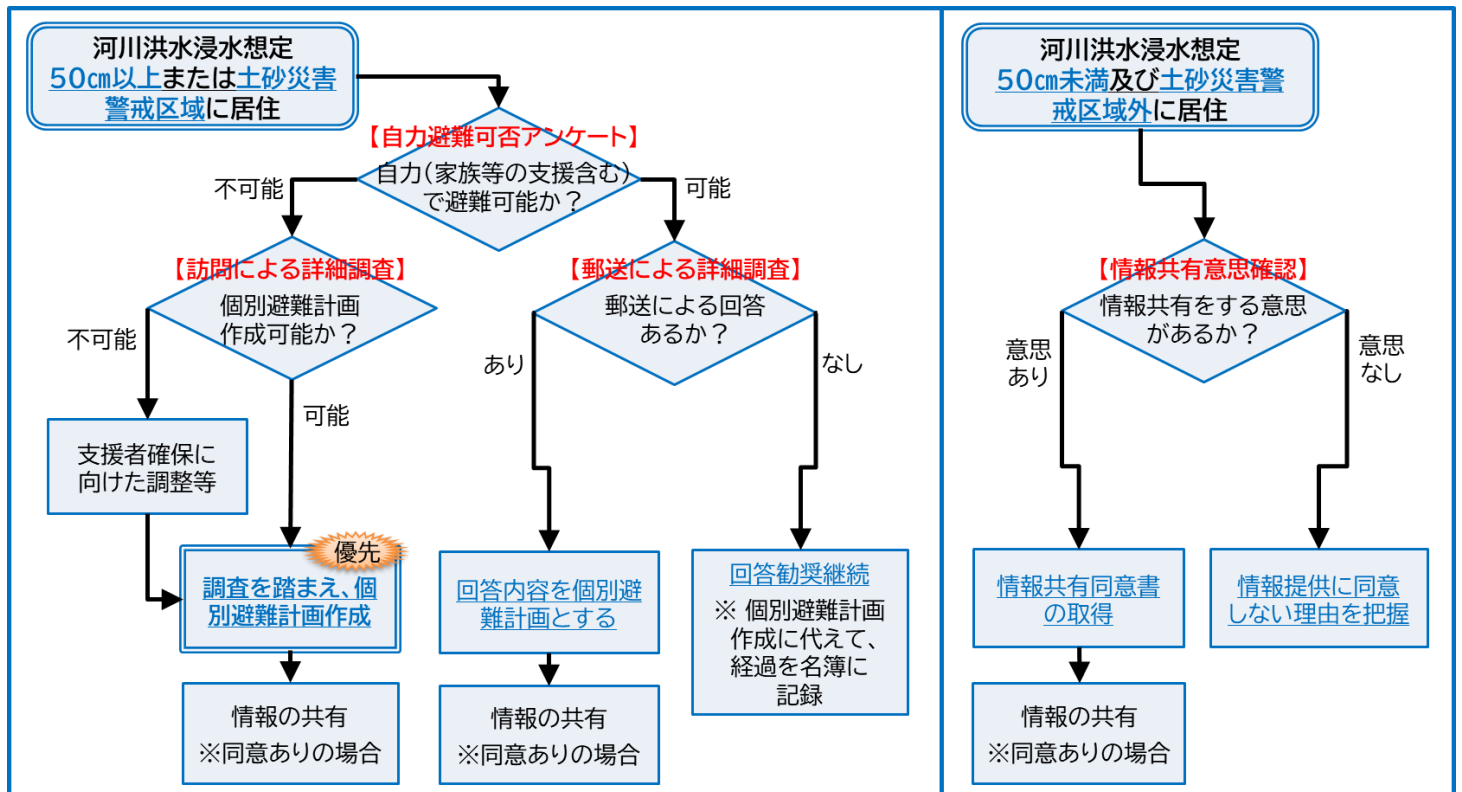 河川洪水浸水想定
50㎝以上または土砂災害
警戒区域に居住
【自力避難可否アンケート】
自力(家族等の支援含む)
で避難可能か?
不可能
可能
【訪問による詳細調査】
個別避難計画
作成可能か?
【郵送による詳細調査】
郵送による回答
あるか?
不可能
可能
あり
なし
支援者確保に
向けた調整等
優先
調査を踏まえ、個
別避難計画作成
回答内容を個別避
難計画とする
回答勧奨継続
※ 個別避難計画
作成に代えて、
経過を名簿に
記録
情報の共有
※同意ありの場合
情報の共有
※同意ありの場合
河川洪水浸水想定
50㎝未満及び土砂災害警
戒区域外に居住
【情報共有意思確認】
情報共有をする意思
があるか?
意思
あり
意思
なし
情報共有同意書
の取得
情報提供に同意
しない理由を把握
情報の共有
※同意ありの場合